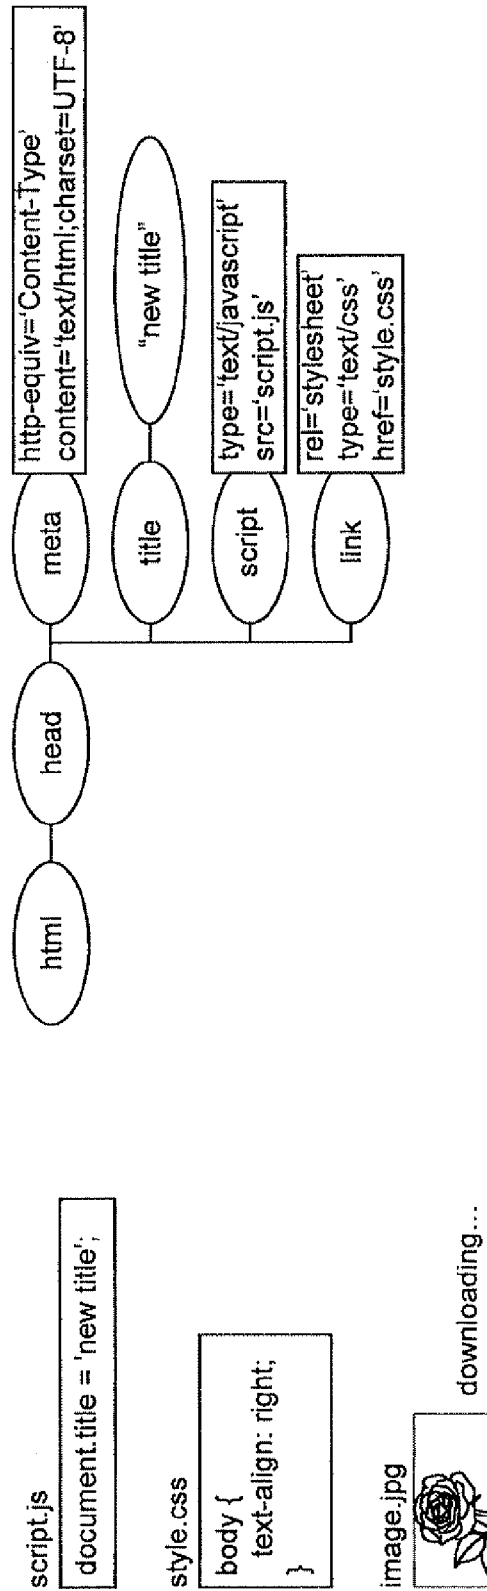 script.js
document.title = 'new title';
style.css
body {
text-align: right;
}
image.jpg
downloading...
html
head
meta
http-equiv=‘Content-Type’
content=‘text/html;charset=UTF-8’
title
“new title”
script
type=‘text/javascript’
src=‘script.js’
link
rel=‘stylesheet’
type=‘text/css’
href=‘style.css’